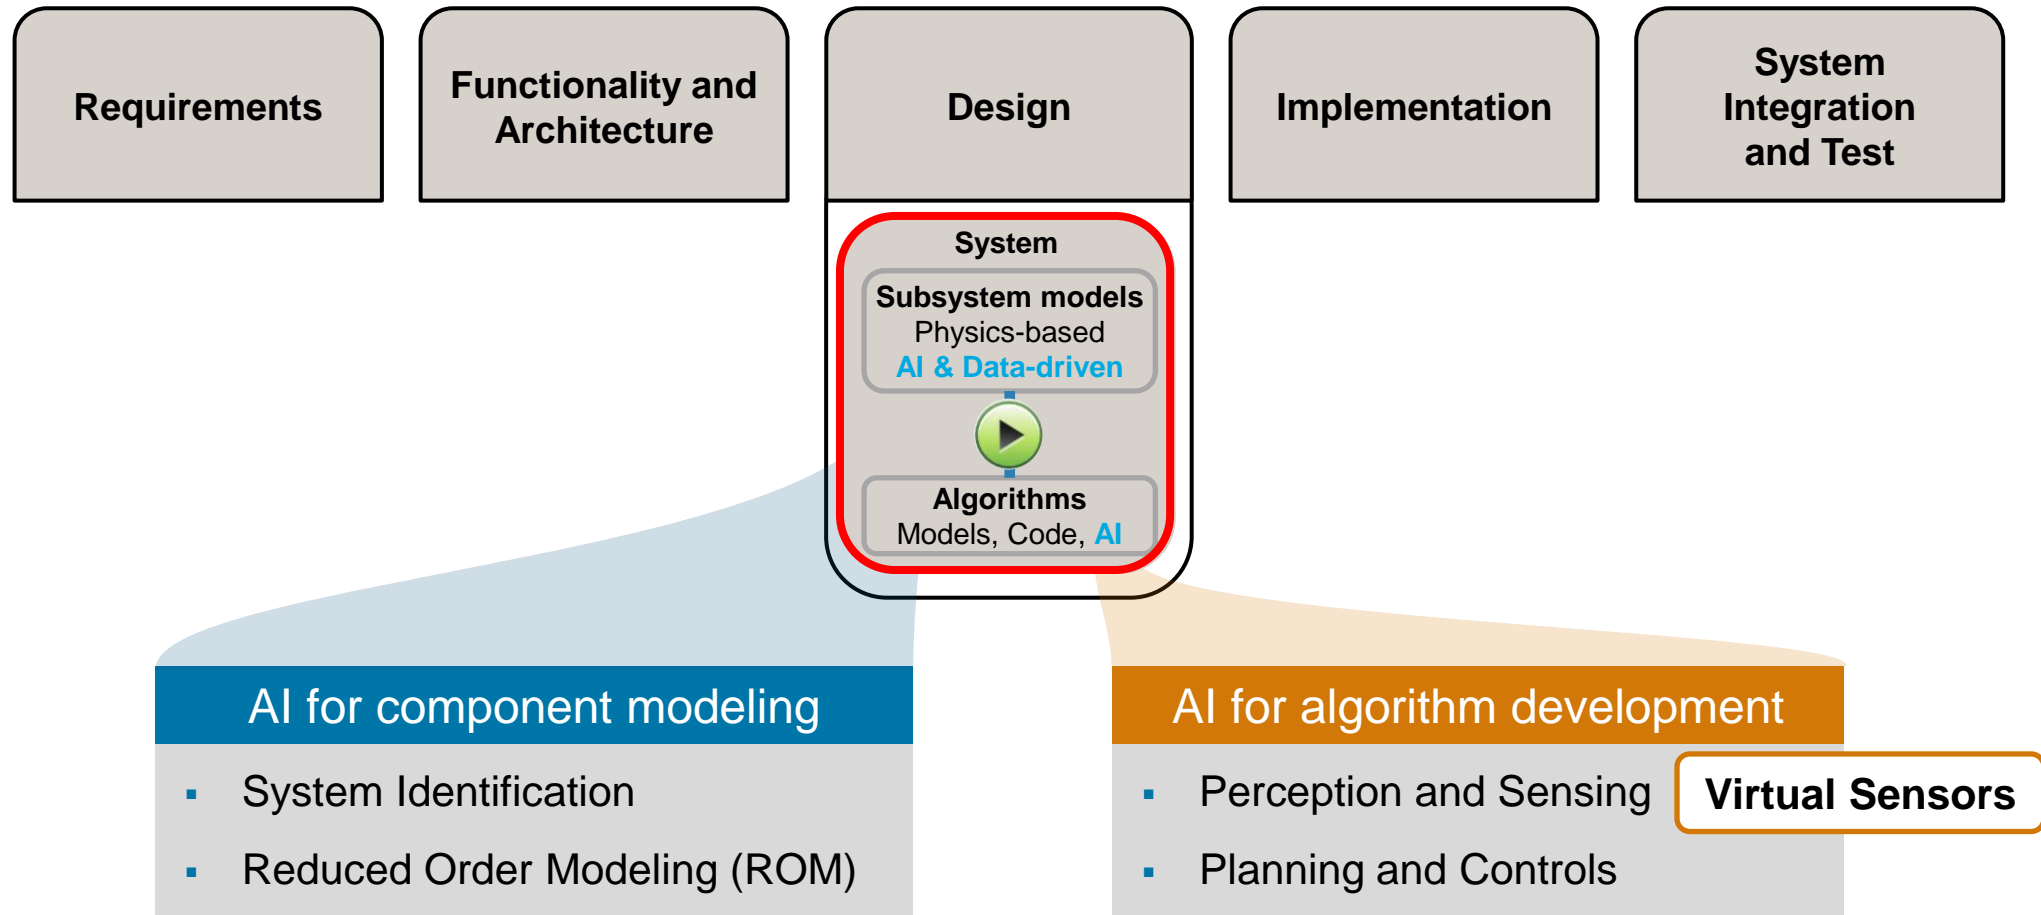 Requirements
Functionality and
Architecture
Design
Implementation
System
Integration
and Test
System
Subsystem models
Physics-based
AI & Data-driven
Algorithms
Models, Code, AI
AI for component modeling
▪ System Identification
▪ Reduced Order Modeling (ROM)
AI for algorithm development
▪ Perception and Sensing
Virtual Sensors
▪ Planning and Controls